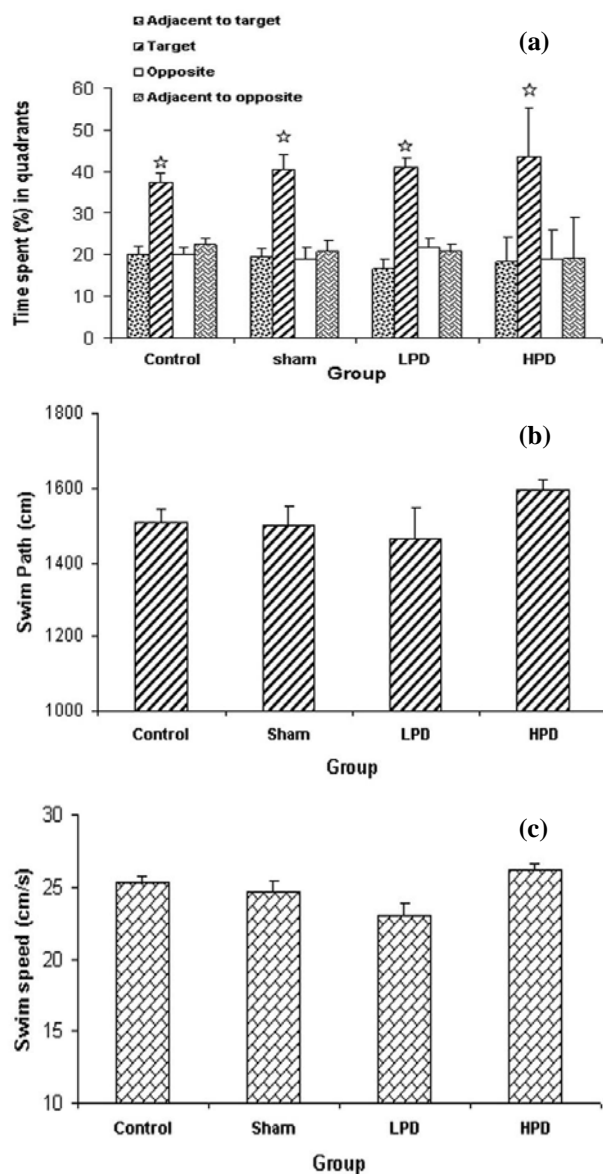 Adjacent to target
Target
Opposite
Adjacent to opposite
(a)
Time spent (%) in quadrants
60
50
40
30
20
10
0
Control sham LPD HPD
Group
(b)
Swim Path (cm)
1800
1600
1400
1200
1000
Control Sham LPD HPD
Group
(c)
Swim speed (cm/s)
30
25
20
15
10
Control Sham LPD HPD
Group